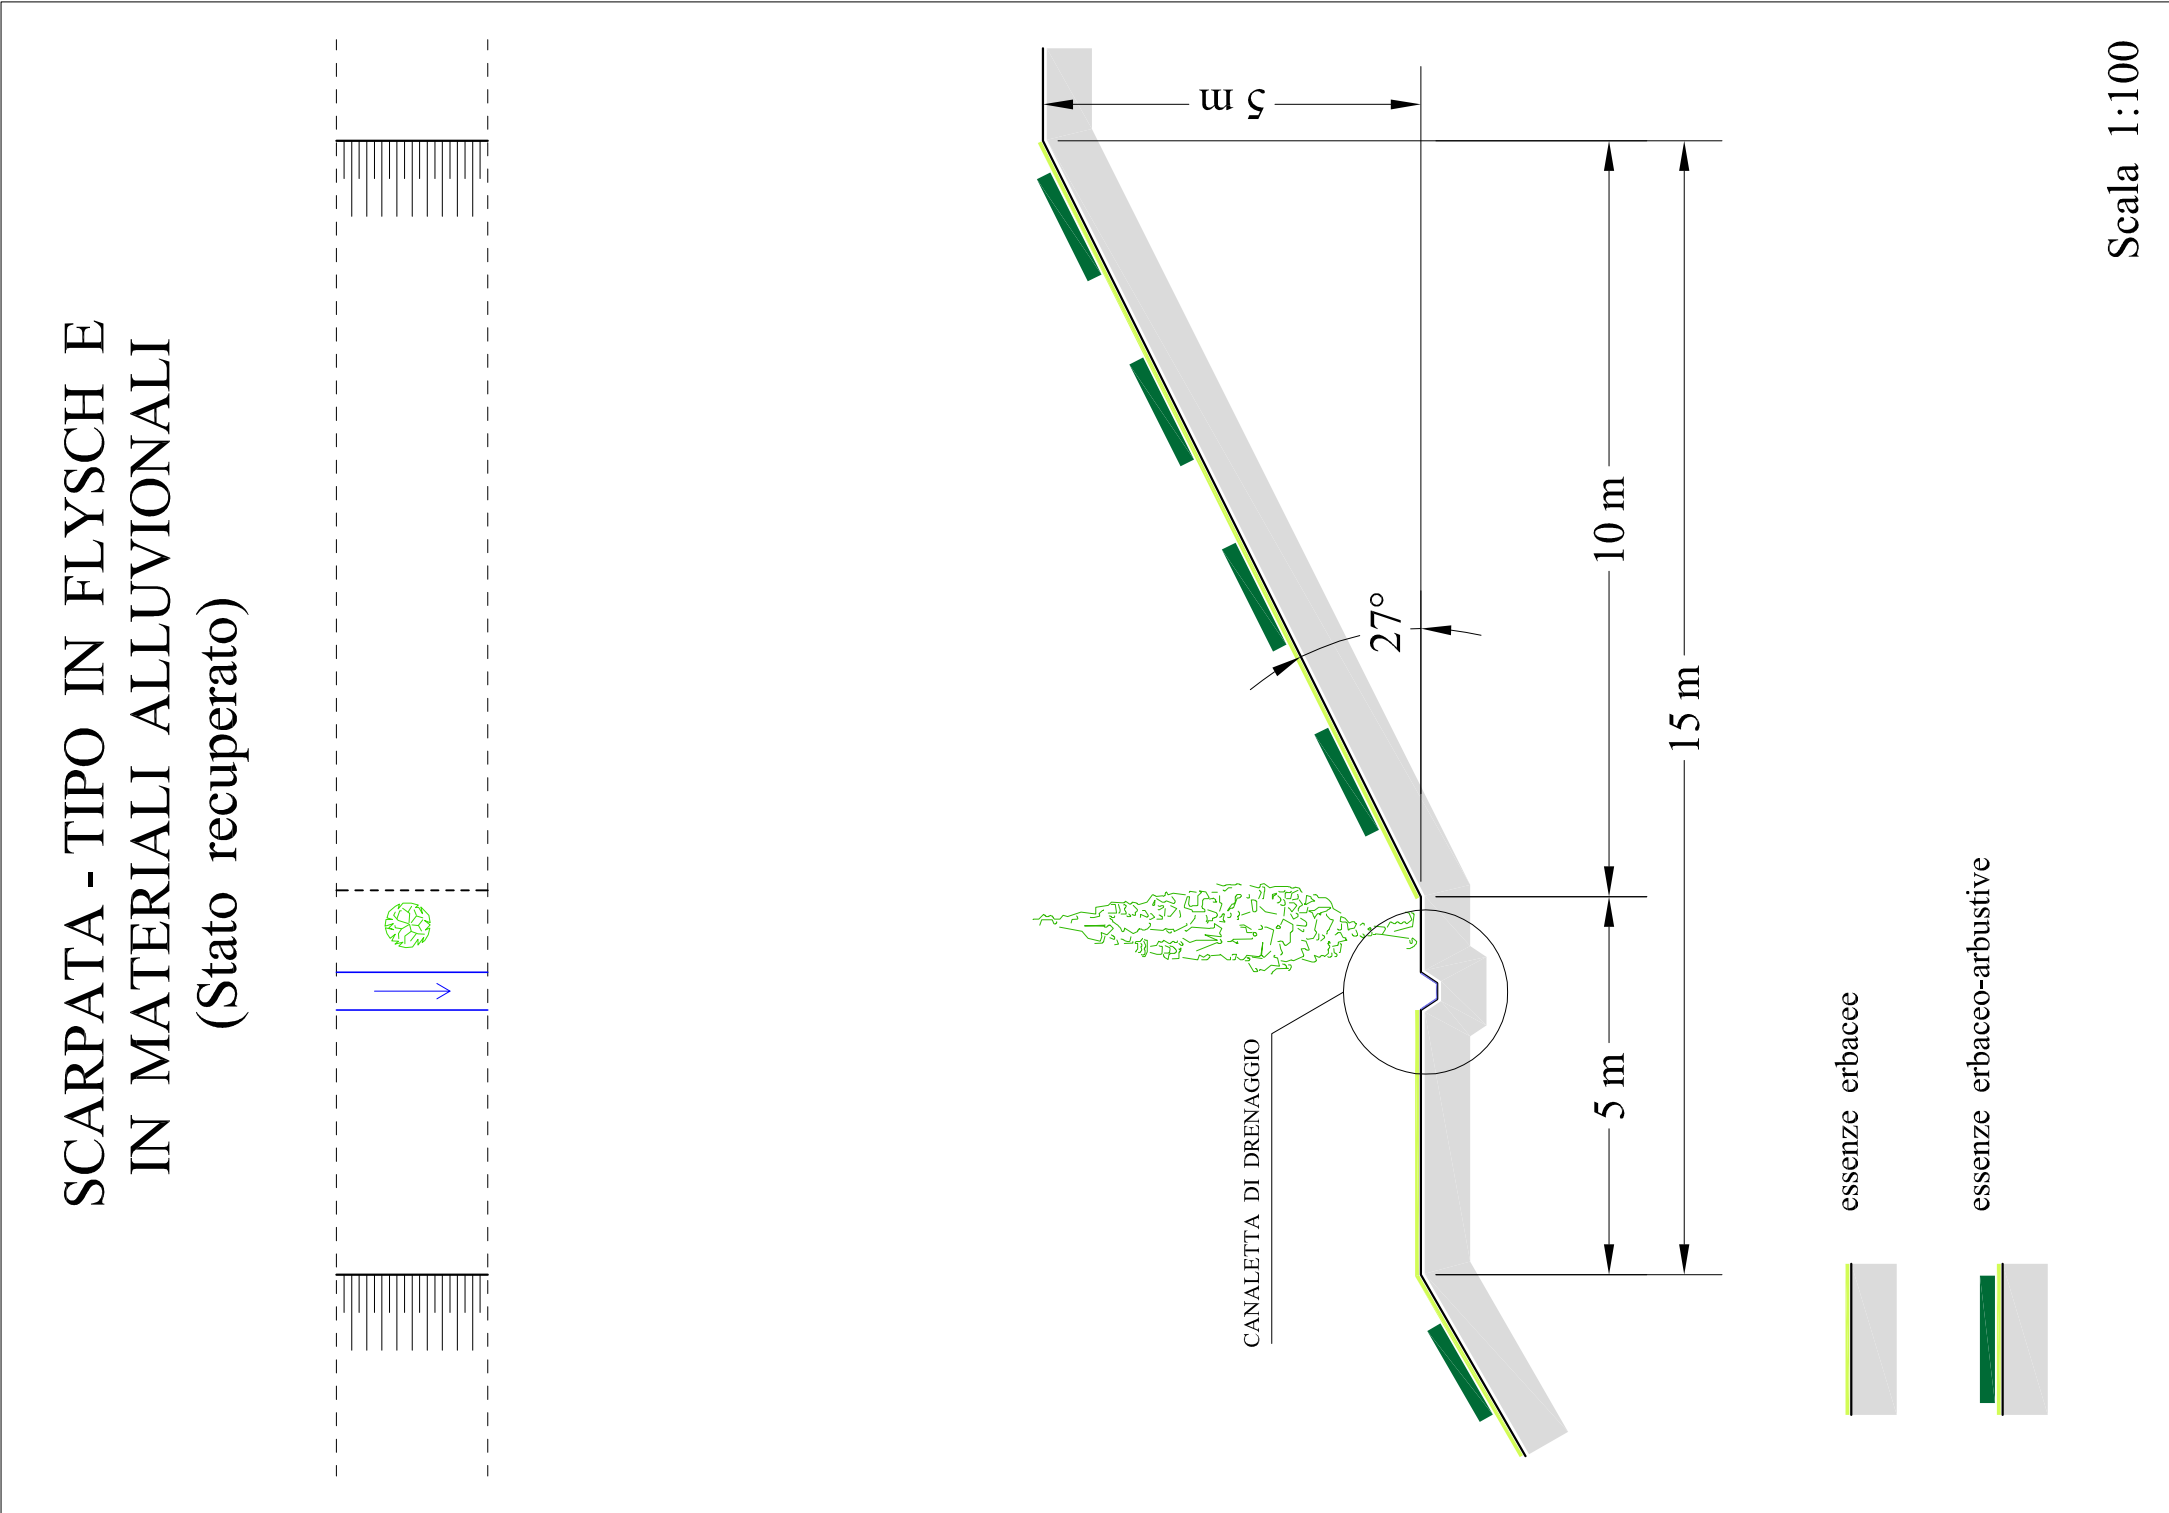 SCARPATA - TIPO IN FLYSCH E
IN MATERIALI ALLUVIONALI
(Stato recuperato)
5 m
27°
CANALETTA DI DRENAGGIO
5 m
10 m
15 m
essenze erbacee
essenze erbaceo-arbustive
Scala 1:100